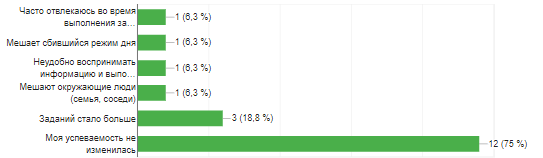 Часто отвлекаюсь во время
выполнения за…
1 (6,3 %)
Мешает сбившийся режим дня
1 (6,3 %)
Неудобно воспринимать
информацию и выпо…
1 (6,3 %)
Мешают окружающие люди
(семья, соседи)
1 (6,3 %)
Заданий стало больше
3 (18,8 %)
Моя успеваемость не
изменилась
12 (75 %)